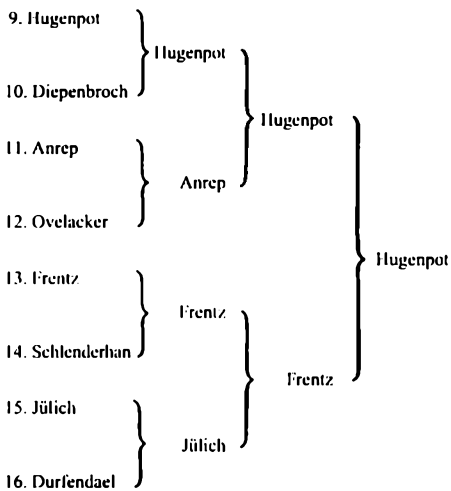 9. Hugenpot
Hugenpot
10. Diepenbroch
Hugenpot
11. Anrep
Anrep
12. Ovelacker
Hugenpot
13. Frentz
Frentz
14. Schlenderhan
Frentz
15. Jülich
Jülich
16. Durfendael